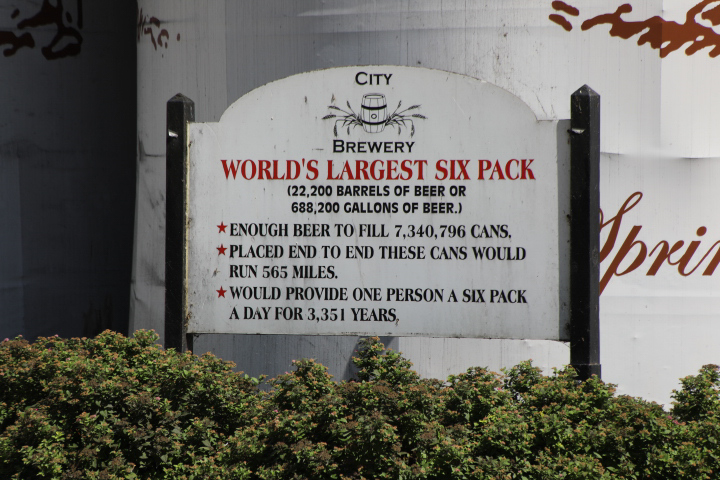 CITY
BREWERY
WORLD'S LARGEST SIX PACK
(22,200 BARRELS OF BEER OR
688,200 GALLONS OF BEER.)
★ENOUGH BEER TO FILL 7,340,796 CANS.
★PLACED END TO END THESE CANS WOULD
RUN 565 MILES.
★WOULD PROVIDE ONE PERSON A SIX PACK
A DAY FOR 3,351 YEARS.
Sprin